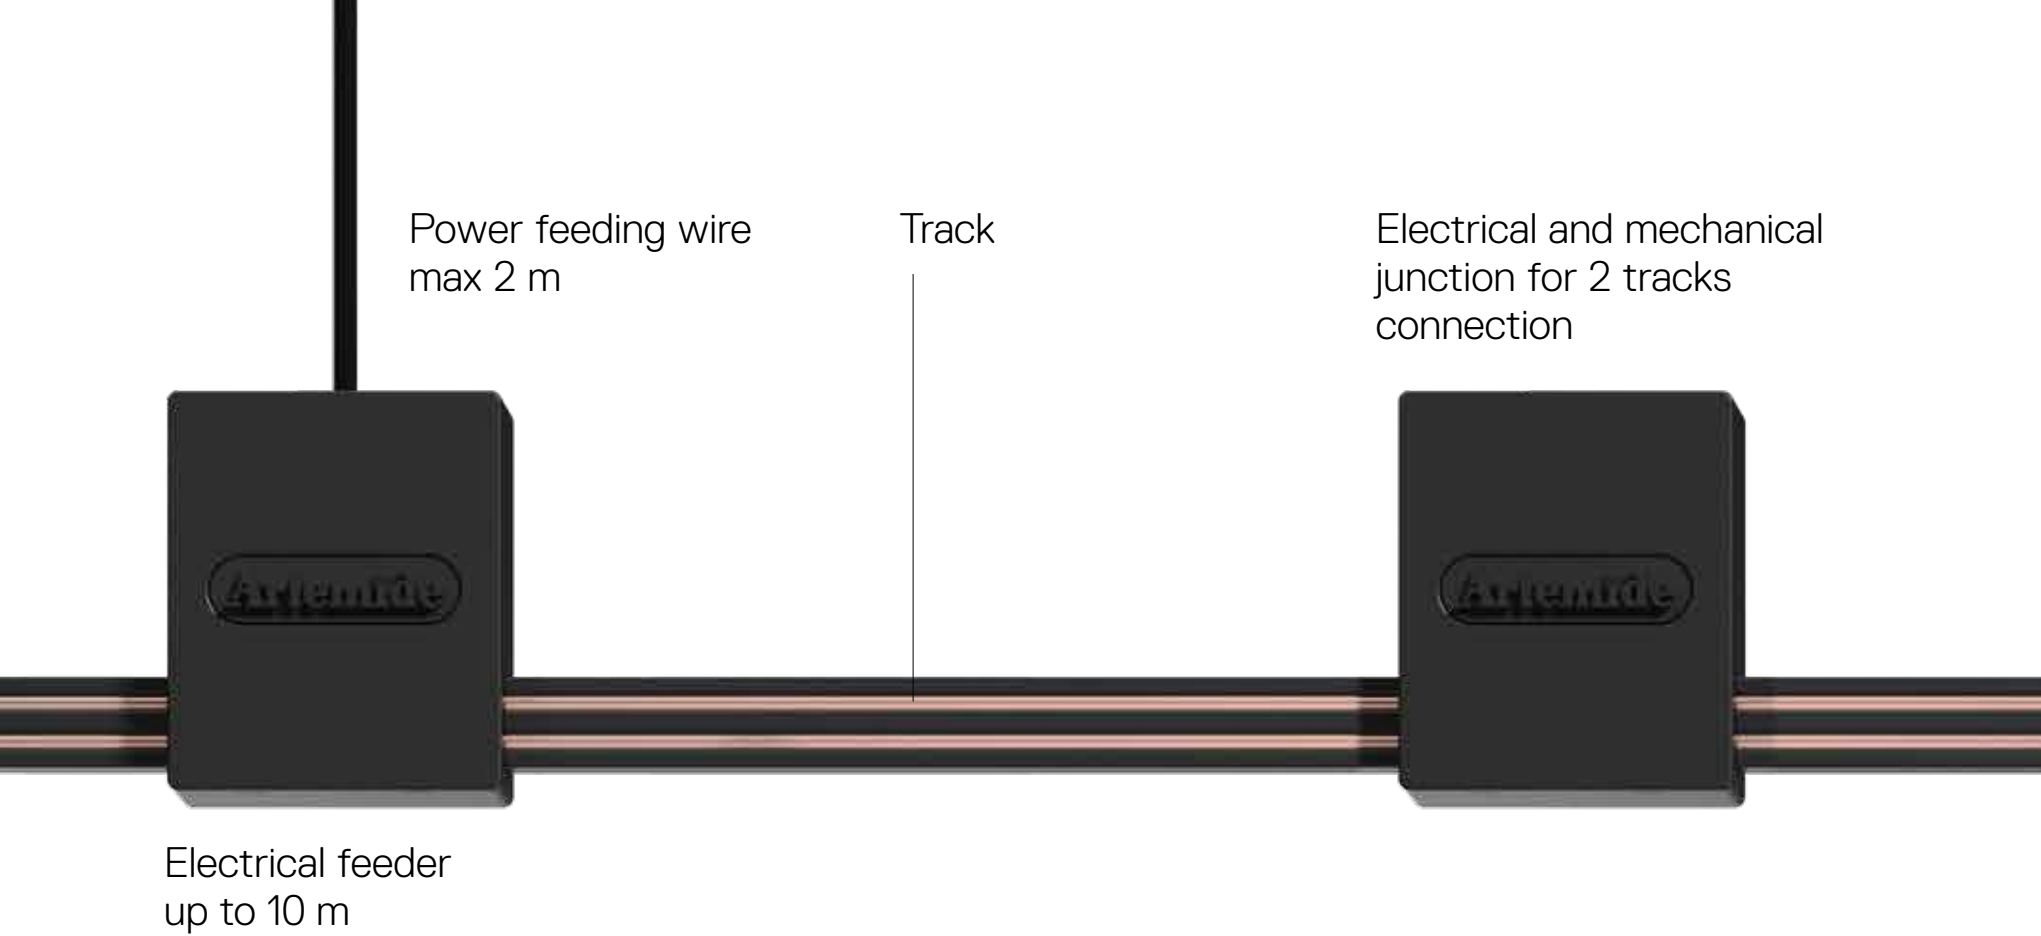 Power feeding wire
max 2 m
Track
Electrical and mechanical
junction for 2 tracks
connection
Artemide
Artemide
Electrical feeder
up to 10 m